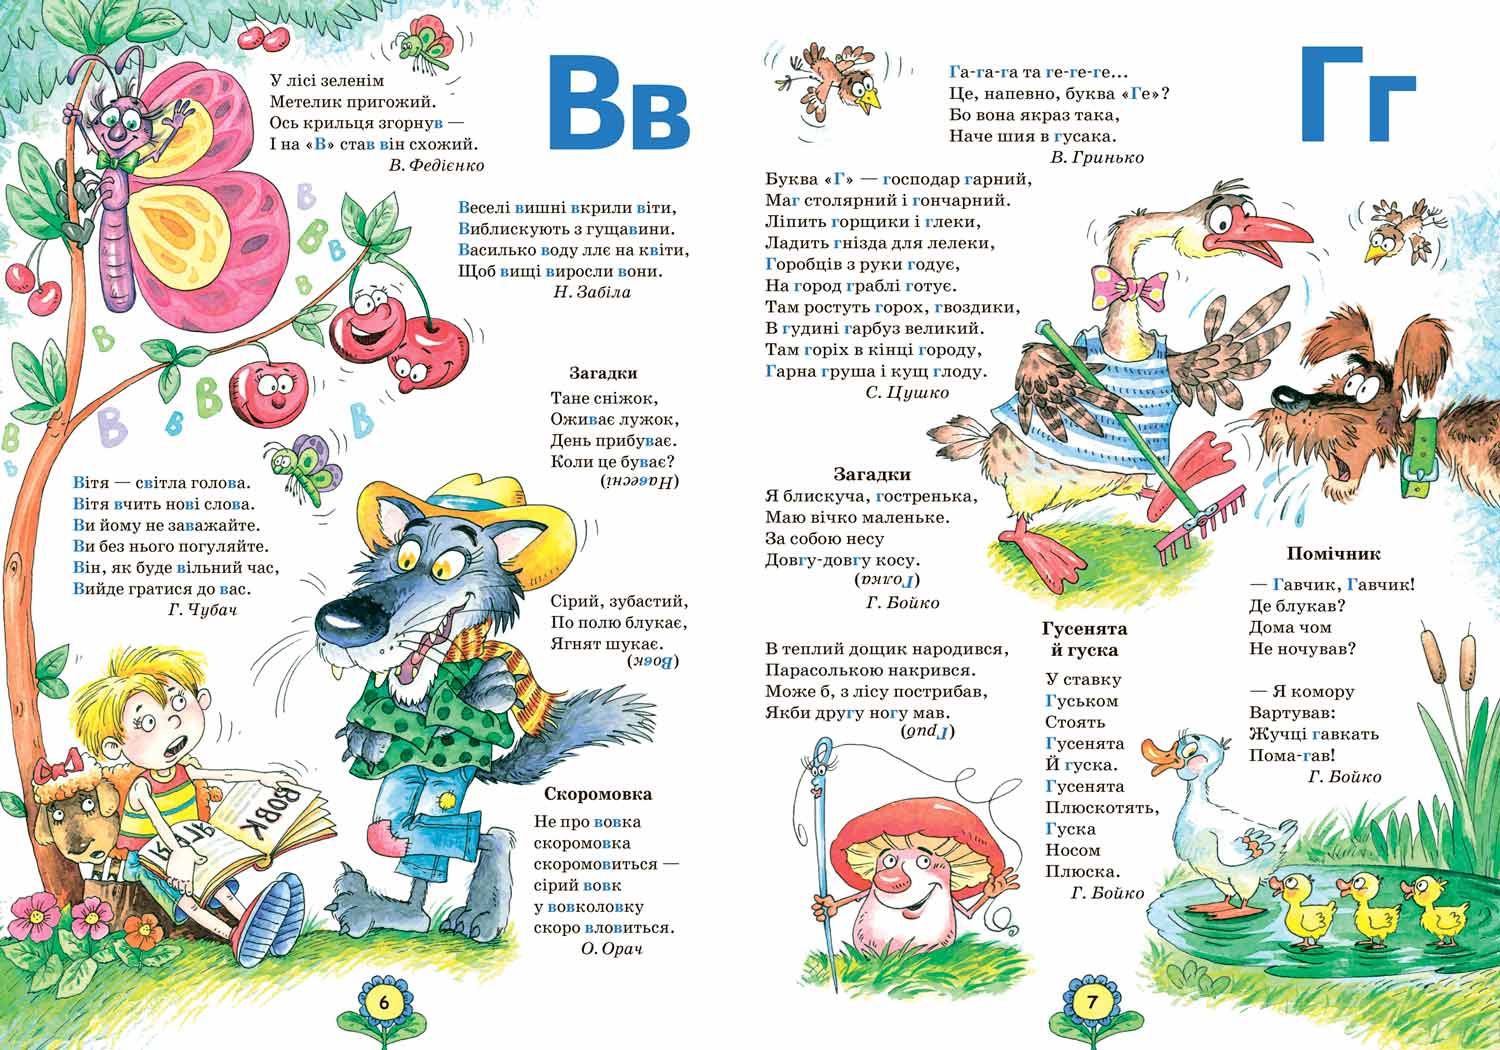 Вв
У лісі зеленім
Метелик пригожий.
Ось крильця згорнув —
І на «В» став він схожий.
В. Федієнко
Веселі вишні вкрили віти,
Виблискують з гущавини.
Василько воду ллє на квіти,
Щоб вищі виросли вони.
Н. Забіла
В
В
В
В
В
В
В
В
В
В
Загадки
Тане сніжок,
Оживає лужок,
День прибуває.
Коли це буває?
(Навесні)
Вітя — світла голова.
Вітя вчить нові слова.
Ви йому не заважайте.
Ви без нього погуляйте.
Він, як буде вільний час,
Вийде гратися до вас.
Г. Чубач
Сірий, зубастий,
По полю блукає,
Ягнят шукає.
(Вовк)
ВОВК
Скоромовка
Не про вовка
скоромовка
скоромовиться —
сірий вовк
у вовколовку
скоро вловиться.
О. Орач
6
Гг
Га-га-га та ге-ге-ге...
Це, напевно, буква «Ге»?
Бо вона якраз така,
Наче шия в гусака.
В. Гринько
Буква «Г» — господар гарний,
Маг столярний і гончарний.
Ліпить горщики і глеки,
Ладить гнізда для лелеки,
Горобців з руки годує,
На город граблі готує.
Там ростуть горох, гвоздики,
В гудині гарбуз великий.
Там горіх в кінці городу,
Гарна груша і кущ глоду.
С. Цушко
Загадки
Я блискуча, гостренька,
Маю вічко маленьке.
За собою несу
Довгу-довгу косу.
(Голка)
Г. Бойко
В теплий дощик народився,
Парасолькою накрився.
Може б, з лісу пострибав,
Якби другу ногу мав.
(Гриб)
Гусенята
й гуска
У ставку
Гуськом
Стоять
Гусенята
Й гуска.
Гусенята
Плюскотять,
Гуска
Носом
Плюска.
Г. Бойко
Помічник
— Гавчик, Гавчик!
Де блукав?
Дома чом
Не ночував?
— Я комору
Вартував:
Жучці гавкать
Пома-гав!
Г. Бойко
7